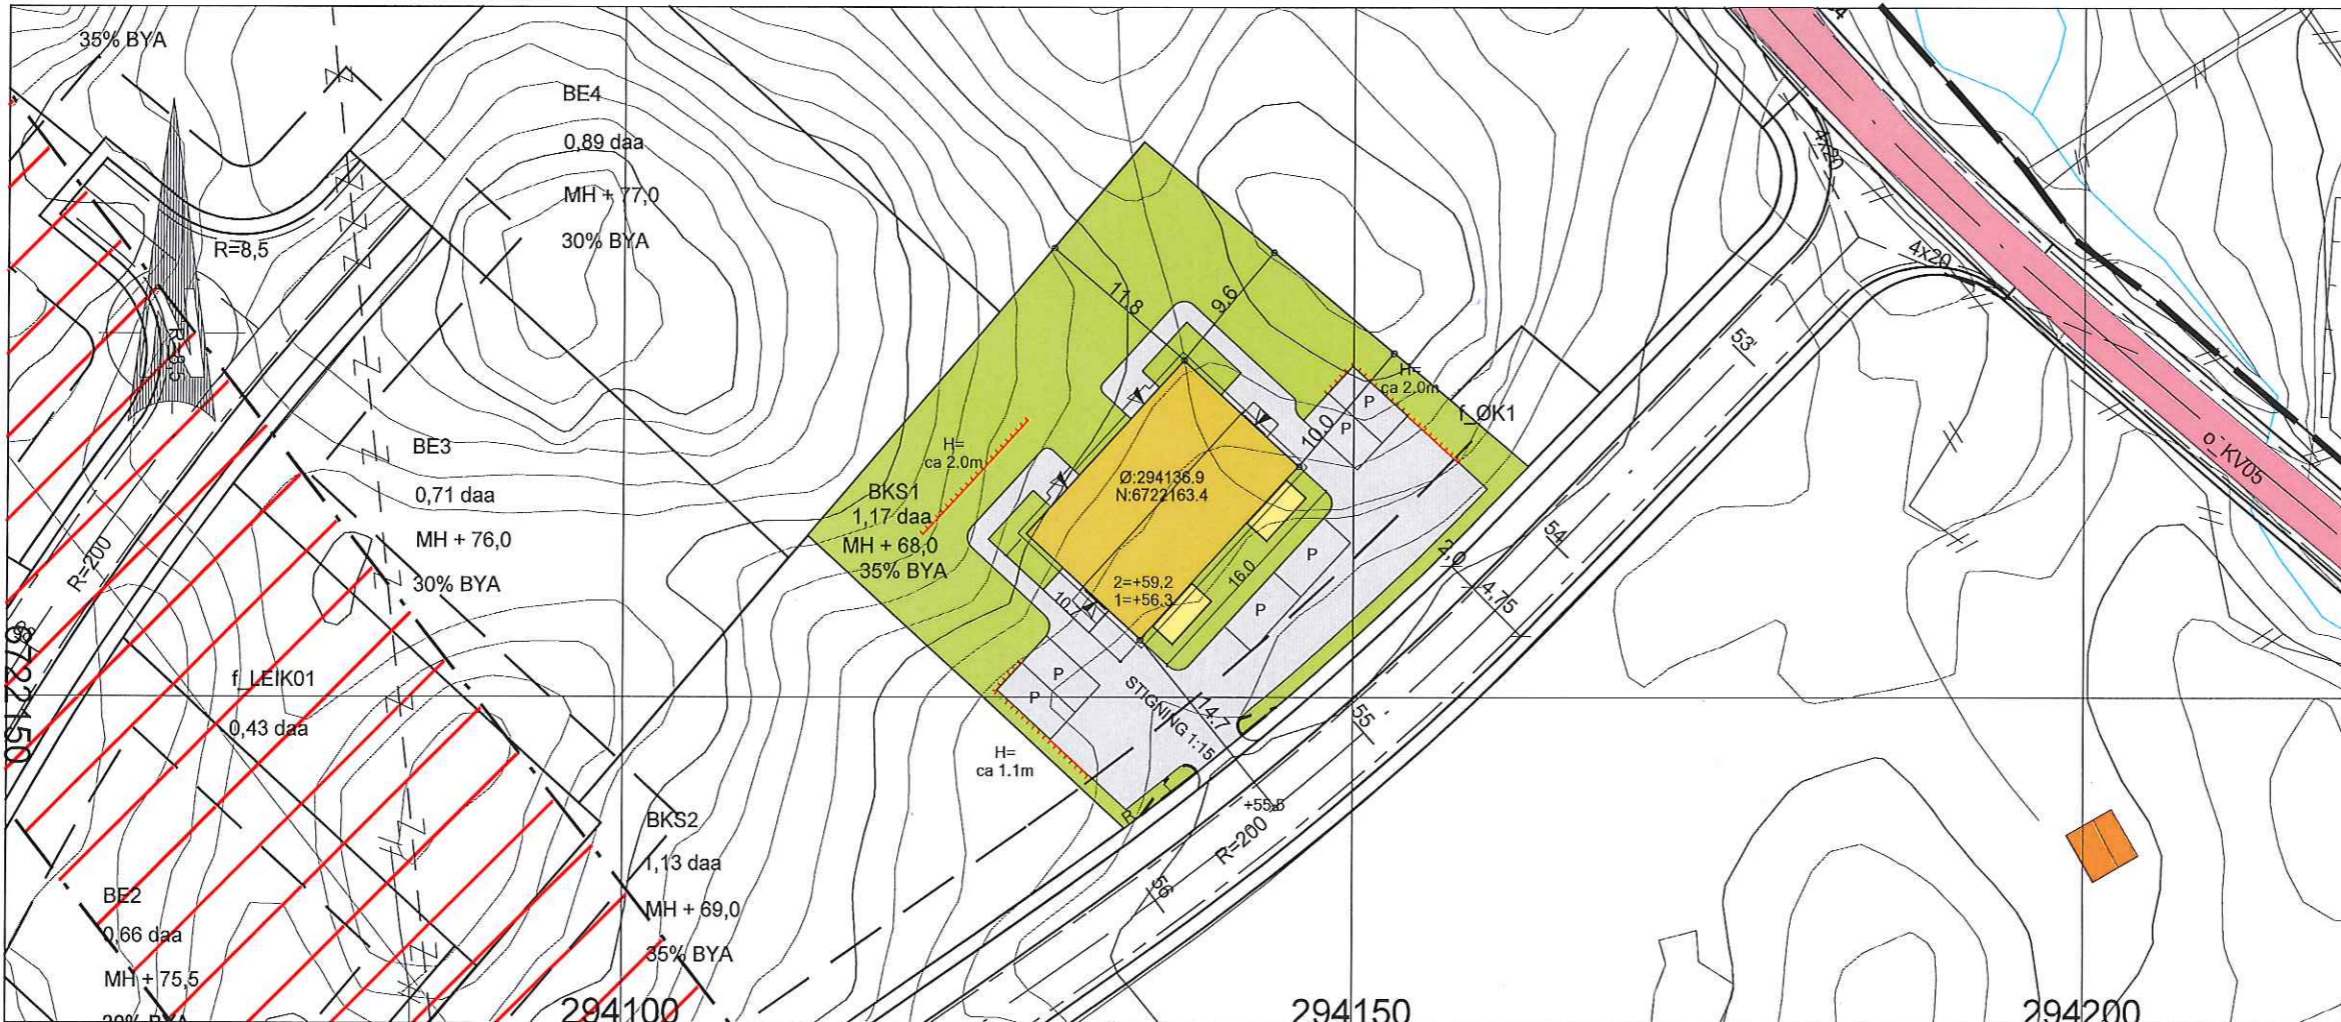 35% BYA
BE4
0,89 daa
MH + 77,0
30% BYA
R=8,5
R=8,5
4x20
4x20
11,8
9,6
53
H=
ca 2.0m
f_ØK1
P
P
10.0
o_KV05
BE3
0,71 daa
MH + 76,0
30% BYA
H=
ca 2.0m
BKS1
1,17 daa
MH + 68,0
35% BYA
Ø:294136.9
N:6722163.4
2=+59.2
1=+56.3
16.0
P
P
2,0
4,75
54
R=200
6722150
f_LEIK01
0,43 daa
P
P
STIGNING 1:15
14.7
55
H=
ca 1.1m
R
+55,5
R=200
56
BKS2
1,13 daa
MH + 69,0
35% BYA
BE2
0,66 daa
MH + 75,5
294100
294150
294200